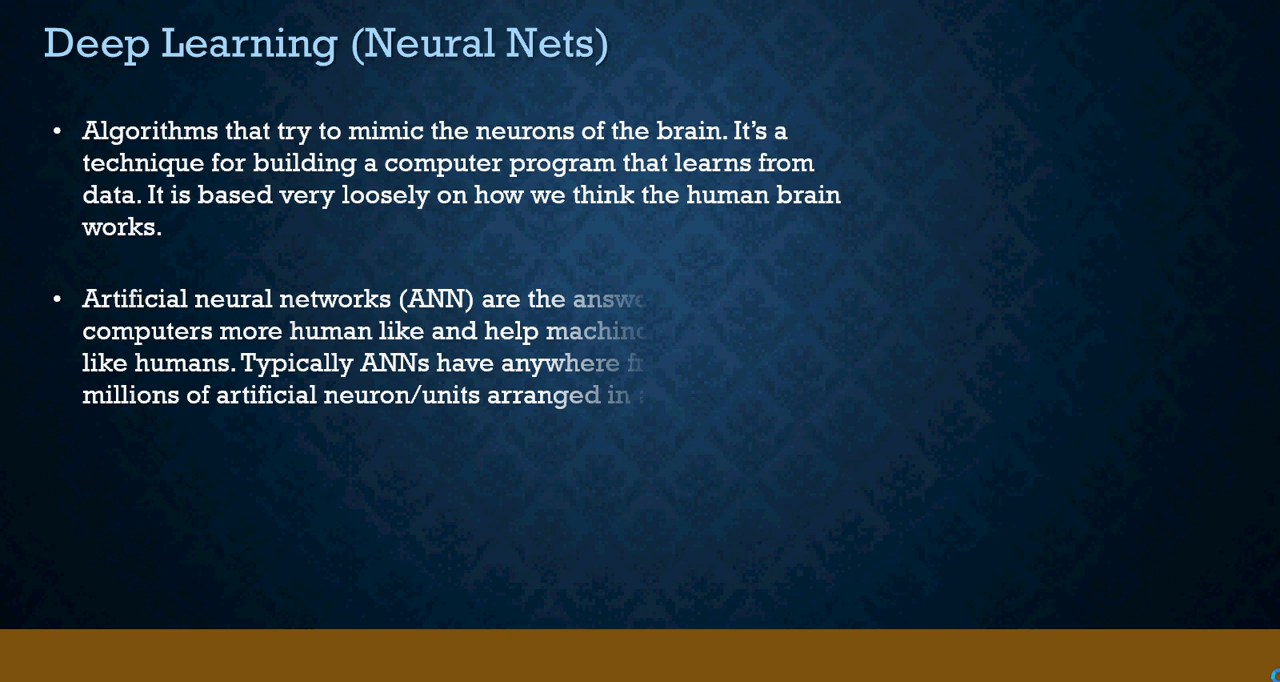 Deep Learning (Neural Nets)
• Algorithms that try to mimic the neurons of the brain. It’s a
technique for building a computer program that learns from
data. It is based very loosely on how we think the human brain
works.
• Artificial neural networks (ANN) are the
computers more human like and help
like humans. Typically ANNs have anywhere
millions of artificial neuron/units arranged in